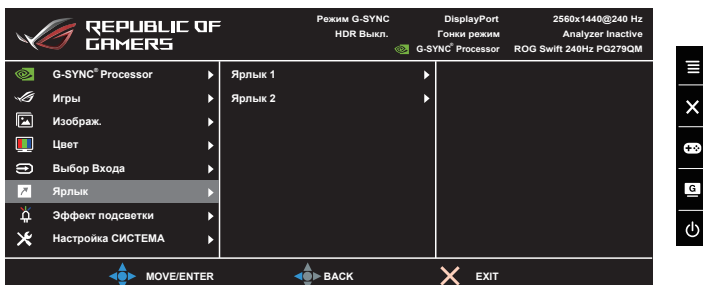 REPUBLIC OF
GAMERS
Режим G-SYNC DisplayPort 2560x1440@240 Hz
HDR Выкл. Гонки режим Analyzer Inactive
G-SYNC® Processor ROG Swift 240Hz PG279QM
G-SYNC® Processor
Игры
Изображ.
Цвет
Выбор Входа
Ярлык
Эффект подсветки
Настройка СИСТЕМА
Ярлык 1
Ярлык 2
MOVE/ENTER BACK EXIT
G